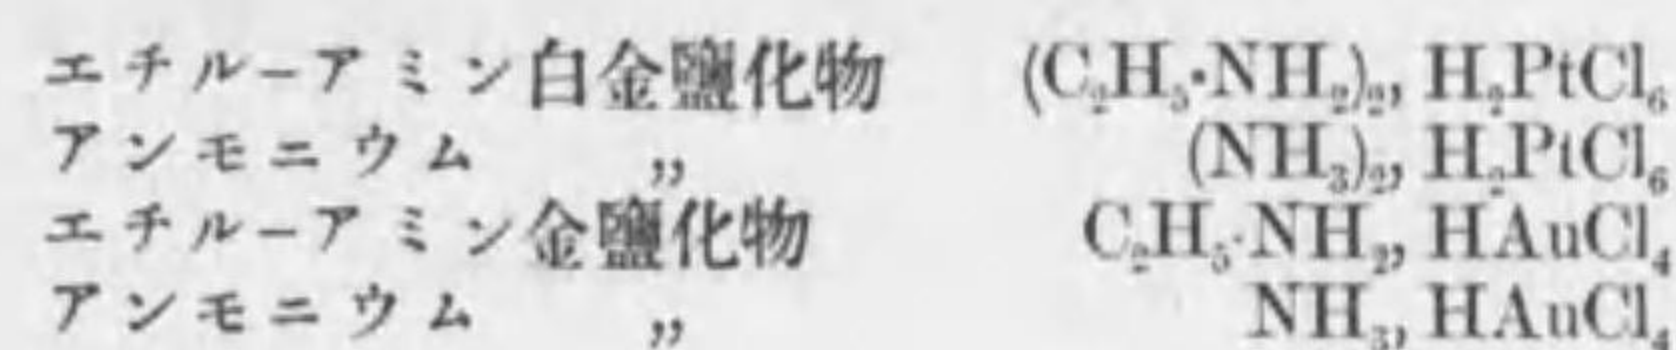 エチル-アミン白金鹽化物 (C₂H₅·NH₂)₂, H₂PtCl₆
アンモニウム 〃 (NH₃)₂, H₂PtCl₆
エチル-アミン金鹽化物 C₂H₅·NH₂, HAuCl₄
アンモニウム 〃 NH₃, HAuCl₄